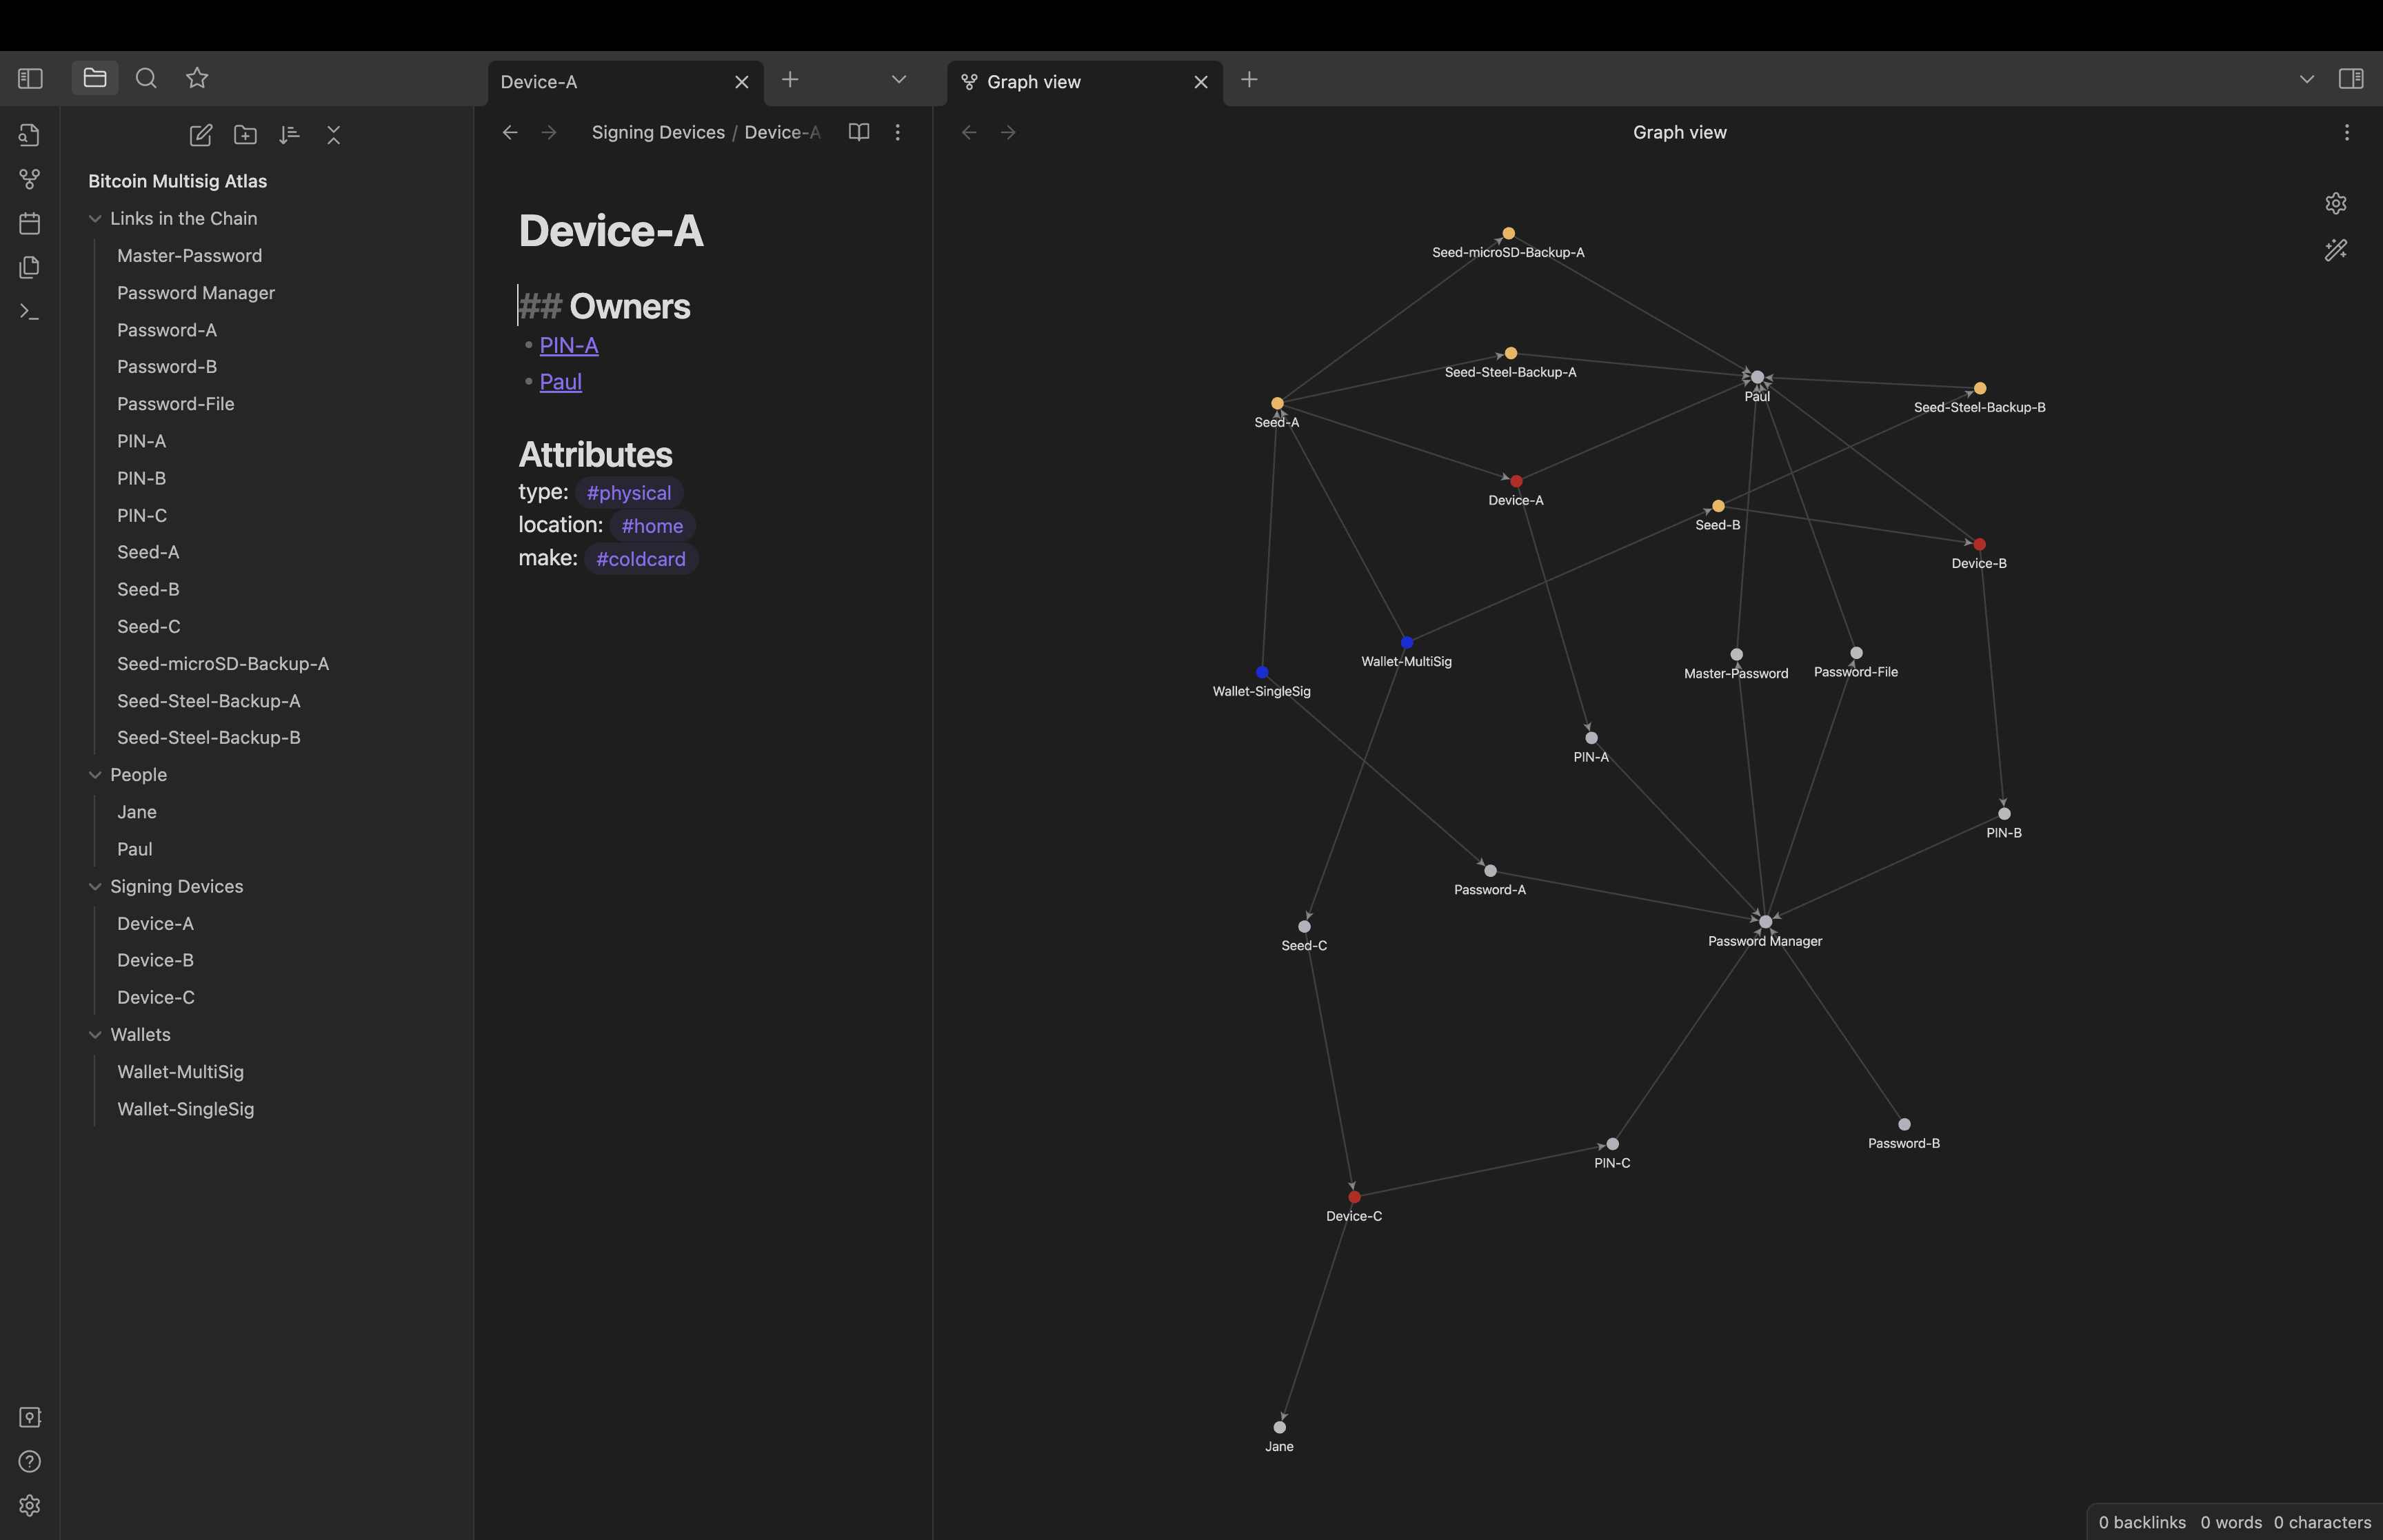 Device-A
Graph view
Signing Devices / Device-A
Graph view
Bitcoin Multisig Atlas
Links in the Chain
Master-Password
Password Manager
Password-A
Password-B
Password-File
PIN-A
PIN-B
PIN-C
Seed-A
Seed-B
Seed-C
Seed-microSD-Backup-A
Seed-Steel-Backup-A
Seed-Steel-Backup-B
People
Jane
Paul
Signing Devices
Device-A
Device-B
Device-C
Wallets
Wallet-MultiSig
Wallet-SingleSig
Device-A
## Owners
PIN-A
Paul
Attributes
type: #physical
location: #home
make: #coldcard
Seed-microSD-Backup-A
Seed-Steel-Backup-A
Paul
Seed-Steel-Backup-B
Seed-A
Device-A
Seed-B
Device-B
Wallet-MultiSig
Master-Password
Password-File
Wallet-SingleSig
PIN-A
PIN-B
Password-A
Seed-C
Password Manager
Password-B
PIN-C
Device-C
Jane
0 backlinks 0 words 0 characters